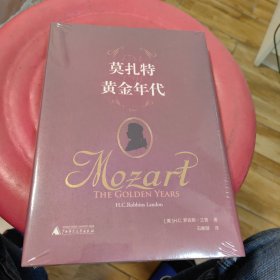 莫扎特
黄金年代
Mozart
THE GOLDEN YEARS
H.C. Robbins Landon
[美]H.C. 罗宾斯·兰登 著
广西师范大学出版社